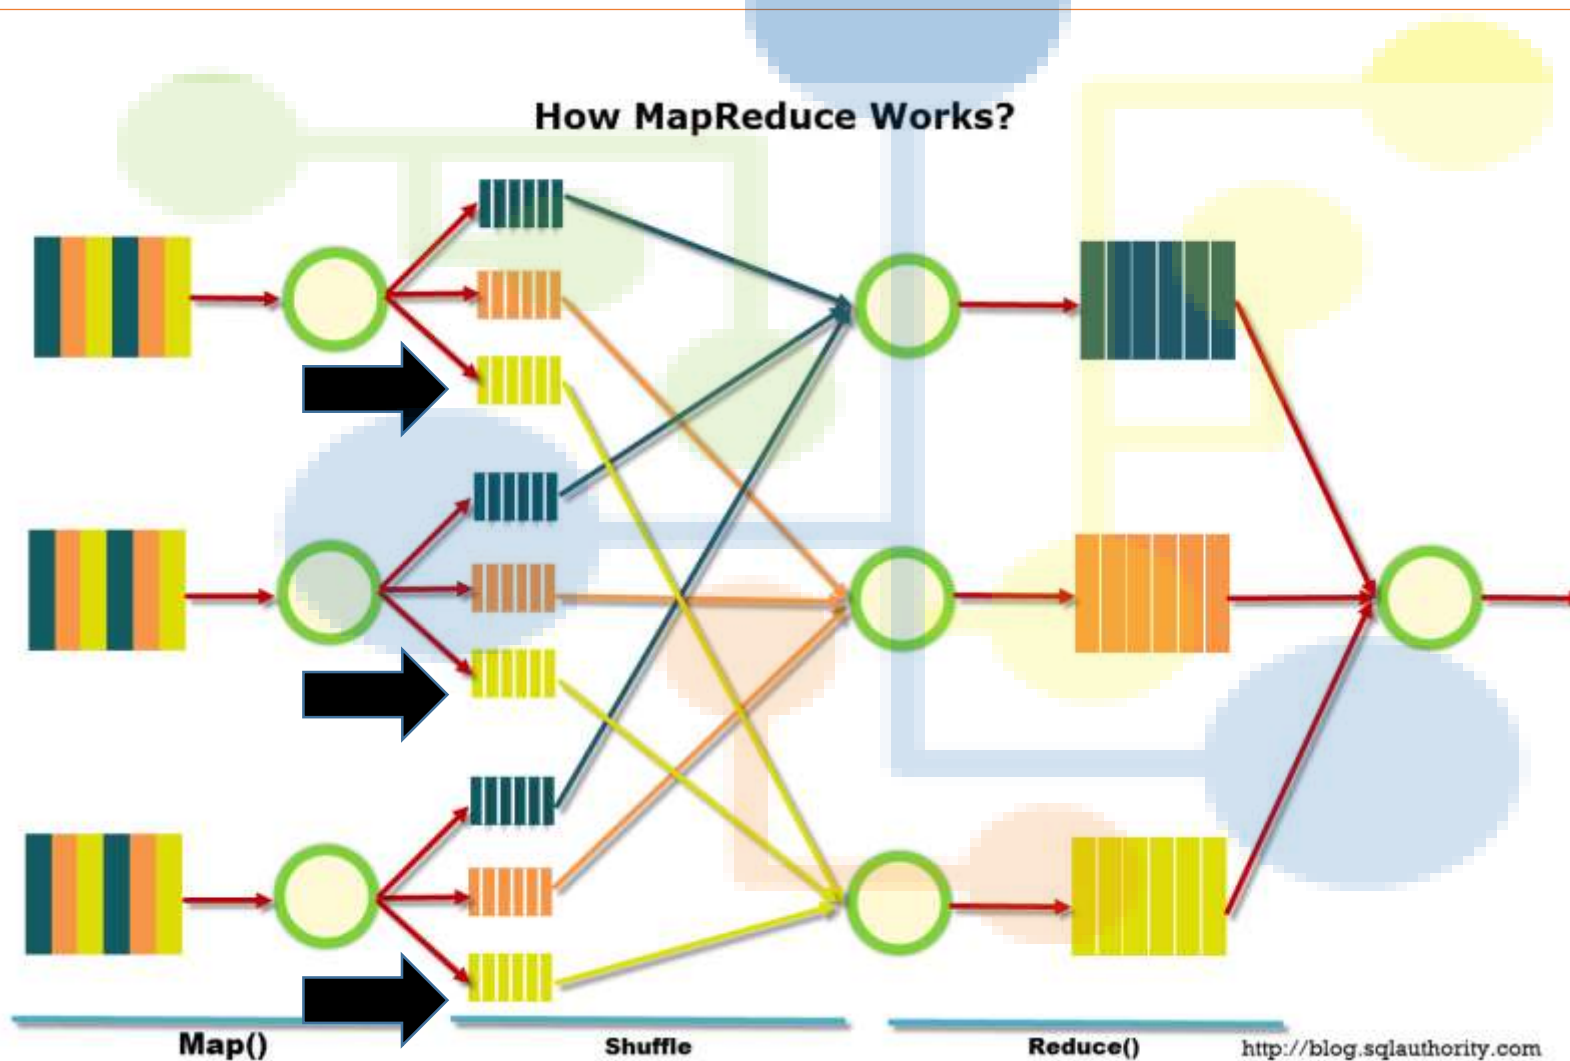 How MapReduce Works?
Map()
Shuffle
Reduce()
http://blog.sqlauthority.com